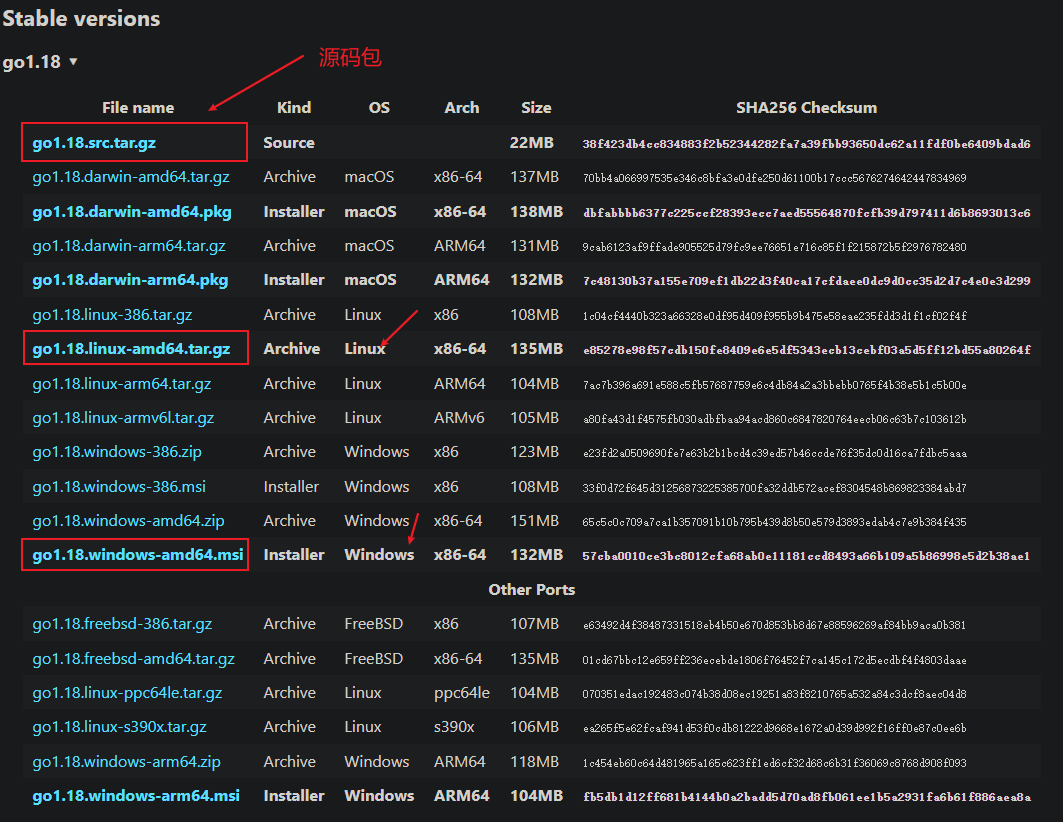 Stable versions
go1.18 ▾
源码包
File name Kind OS Arch Size SHA256 Checksum
go1.18.src.tar.gz Source 22MB 38f423db4cc834883f2b52344282fa7a39fbb93650dc62a11fdf0be6409bdad6
go1.18.darwin-amd64.tar.gz Archive macOS x86-64 137MB 70bb4a066997535e346c8bfa3e0dfe250d61100b17ccc5676274642447834969
go1.18.darwin-amd64.pkg Installer macOS x86-64 138MB dbfabbbb6377c225ccf28393ecc7aed55564870fcfb39d797411d6b8693013c6
go1.18.darwin-arm64.tar.gz Archive macOS ARM64 131MB 9cab6123af9ffade905525d79fc9ee76651e716c85f1f215872b5f2976782480
go1.18.darwin-arm64.pkg Installer macOS ARM64 132MB 7c48130b37a155e709ef1db22d3f40ca17cfdaee0dc9d0cc35d2d7c4e0e3d299
go1.18.linux-386.tar.gz Archive Linux x86 108MB 1c04cf4440b323a66328e0df95d409f955b9b475e58eae235fdd3d1f1cf02f4f
go1.18.linux-amd64.tar.gz Archive Linux x86-64 135MB e85278e98f57cdb150fe8409e6e5df5343ecb13cebf03a5d5ff12bd55a80264f
go1.18.linux-arm64.tar.gz Archive Linux ARM64 104MB 7ac7b396a691e588c5fb57687759e6c4db84a2a3bbebb0765f4b38e5b1c5b00e
go1.18.linux-armv6l.tar.gz Archive Linux ARMv6 105MB a80fa43d1f4575fb030adbfbaa94acd860c6847820764eecb06c63b7c103612b
go1.18.windows-386.zip Archive Windows x86 123MB e23fd2a0509690fe7e63b2b1bcd4c39ed57b46ccde76f35dc0d16ca7fdbc5aaa
go1.18.windows-386.msi Installer Windows x86 108MB 33f0d72f645d3125687322538570​0fa32ddb572acef8304548b869823384abd7
go1.18.windows-amd64.zip Archive Windows x86-64 151MB 65c5c0c709a7ca1b357091b10b795b439d8b50e579d3893edab4c7e9b384f435
go1.18.windows-amd64.msi Installer Windows x86-64 132MB 57cba0010ce3bc8012cfa68ab0e11181ccd8493a66b109a5b86998e5d2b38ae1
Other Ports
go1.18.freebsd-386.tar.gz Archive FreeBSD x86 107MB e63492d4f38487331518eb4b50e670d853bb8d67e88596269af84bb9aca0b381
go1.18.freebsd-amd64.tar.gz Archive FreeBSD x86-64 135MB 01cd67bbc12e659ff236ecebde1806f76452f7ca145c172d5ecdbf4f4803daae
go1.18.linux-ppc64le.tar.gz Archive Linux ppc64le 104MB 070351edac192483c074b38d08ec19251a83f8210765a532a84c3dcf8aec04d8
go1.18.linux-s390x.tar.gz Archive Linux s390x 106MB ea265f5e62fcaf941d53f0cdb81222d9668e1672a0d39d992f16ff0e87c0ee6b
go1.18.windows-arm64.zip Archive Windows ARM64 118MB 1c454eb60c64d481965a165c623ff1ed6cf32d68c6b31f36069c8768d908f093
go1.18.windows-arm64.msi Installer Windows ARM64 104MB fb5db1d12ff681b4144b0a2badd5d70ad8fb061ee1b5a2931fa6b61f886aea8a